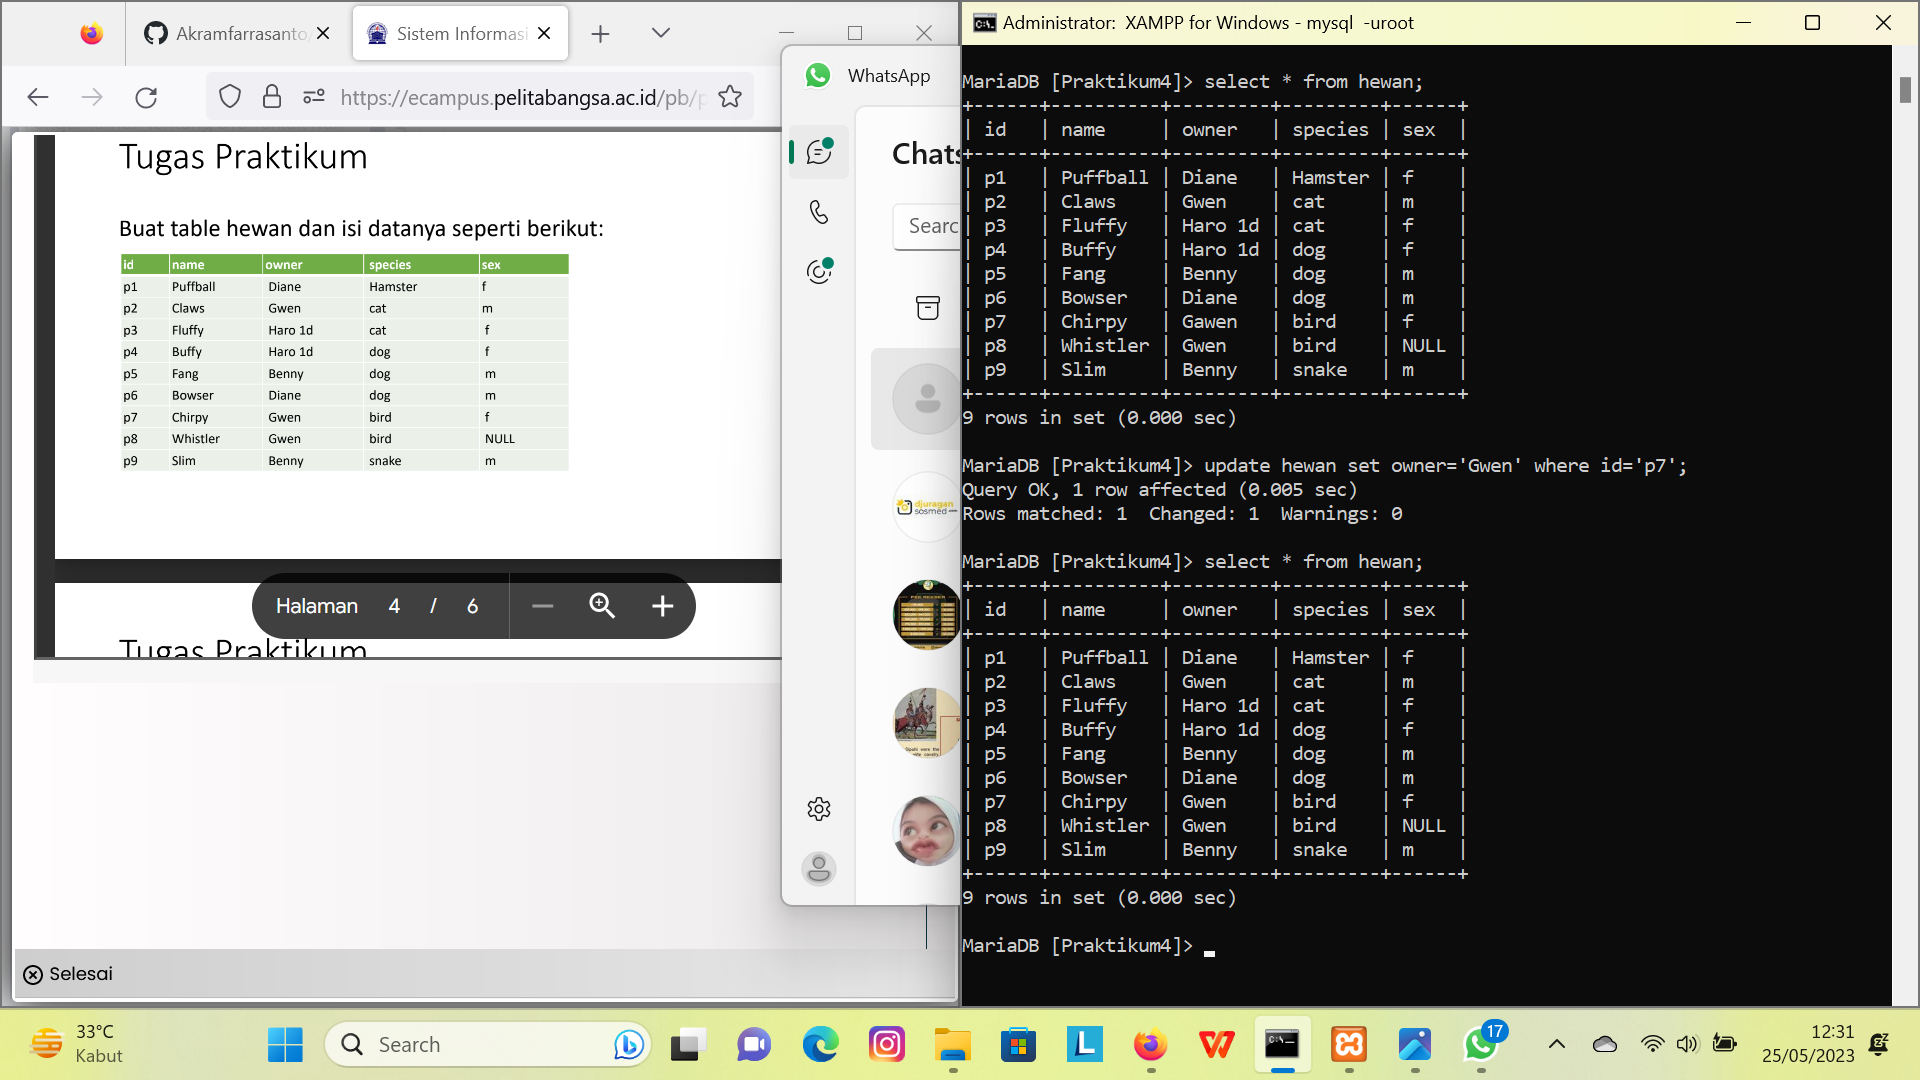 Akramfarrasanto
Sistem Informasi
https://ecampus.pelitabangsa.ac.id/pb/p
Tugas Praktikum
Buat table hewan dan isi datanya seperti berikut:
id name owner species sex
p1 Puffball Diane Hamster f
p2 Claws Gwen cat m
p3 Fluffy Haro 1d cat f
p4 Buffy Haro 1d dog f
p5 Fang Benny dog m
p6 Bowser Diane dog m
p7 Chirpy Gwen bird f
p8 Whistler Gwen bird NULL
p9 Slim Benny snake m
Halaman 4 / 6
Tugas Praktikum
Selesai
WhatsApp
Chats
Searc
djuragan
sosmed
Administrator: XAMPP for Windows - mysql -uroot
MariaDB [Praktikum4]> select * from hewan;
+------+----------+---------+---------+------+
| id   | name     | owner   | species | sex  |
+------+----------+---------+---------+------+
| p1   | Puffball | Diane   | Hamster | f    |
| p2   | Claws    | Gwen    | cat     | m    |
| p3   | Fluffy   | Haro 1d | cat     | f    |
| p4   | Buffy    | Haro 1d | dog     | f    |
| p5   | Fang     | Benny   | dog     | m    |
| p6   | Bowser   | Diane   | dog     | m    |
| p7   | Chirpy   | Gawen   | bird    | f    |
| p8   | Whistler | Gwen    | bird    | NULL |
| p9   | Slim     | Benny   | snake   | m    |
+------+----------+---------+---------+------+
9 rows in set (0.000 sec)
MariaDB [Praktikum4]> update hewan set owner='Gwen' where id='p7';
Query OK, 1 row affected (0.005 sec)
Rows matched: 1  Changed: 1  Warnings: 0
MariaDB [Praktikum4]> select * from hewan;
+------+----------+---------+---------+------+
| id   | name     | owner   | species | sex  |
+------+----------+---------+---------+------+
| p1   | Puffball | Diane   | Hamster | f    |
| p2   | Claws    | Gwen    | cat     | m    |
| p3   | Fluffy   | Haro 1d | cat     | f    |
| p4   | Buffy    | Haro 1d | dog     | f    |
| p5   | Fang     | Benny   | dog     | m    |
| p6   | Bowser   | Diane   | dog     | m    |
| p7   | Chirpy   | Gwen    | bird    | f    |
| p8   | Whistler | Gwen    | bird    | NULL |
| p9   | Slim     | Benny   | snake   | m    |
+------+----------+---------+---------+------+
9 rows in set (0.000 sec)
MariaDB [Praktikum4]>
33°C
Kabut
Search
17
12:31
25/05/2023